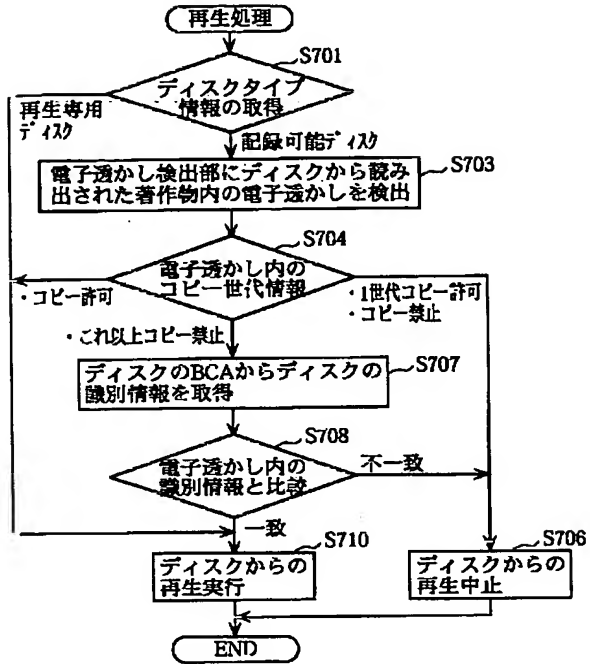 再生処理
S701
ディスクタイプ
情報の取得
再生専用
ディスク
記録可能ディスク
S703
電子透かし検出部にディスクから読み
出された著作物内の電子透かしを検出
S704
電子透かし内の
コピー世代情報
・コピー許可
・1世代コピー許可
・コピー禁止
・これ以上コピー禁止
S707
ディスクのBCAからディスクの
識別情報を取得
S708
電子透かし内の
識別情報と比較
不一致
一致
S710
ディスクからの
再生実行
S706
ディスクからの
再生中止
END